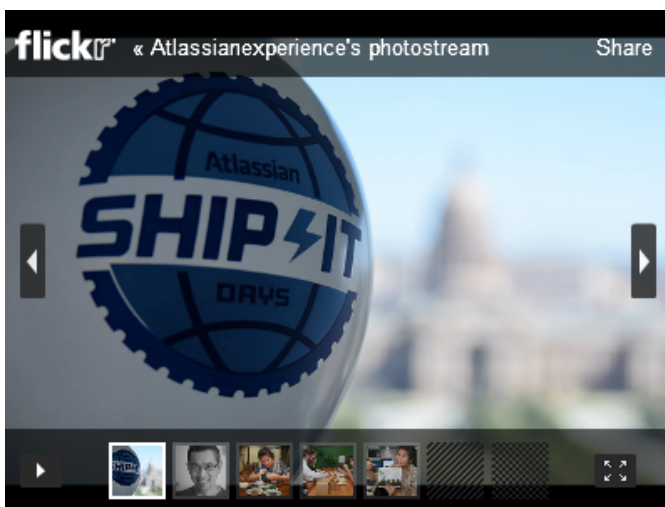 flickr « Atlassianexperience's photostream Share
Atlassian
SHIP IT
DAYS